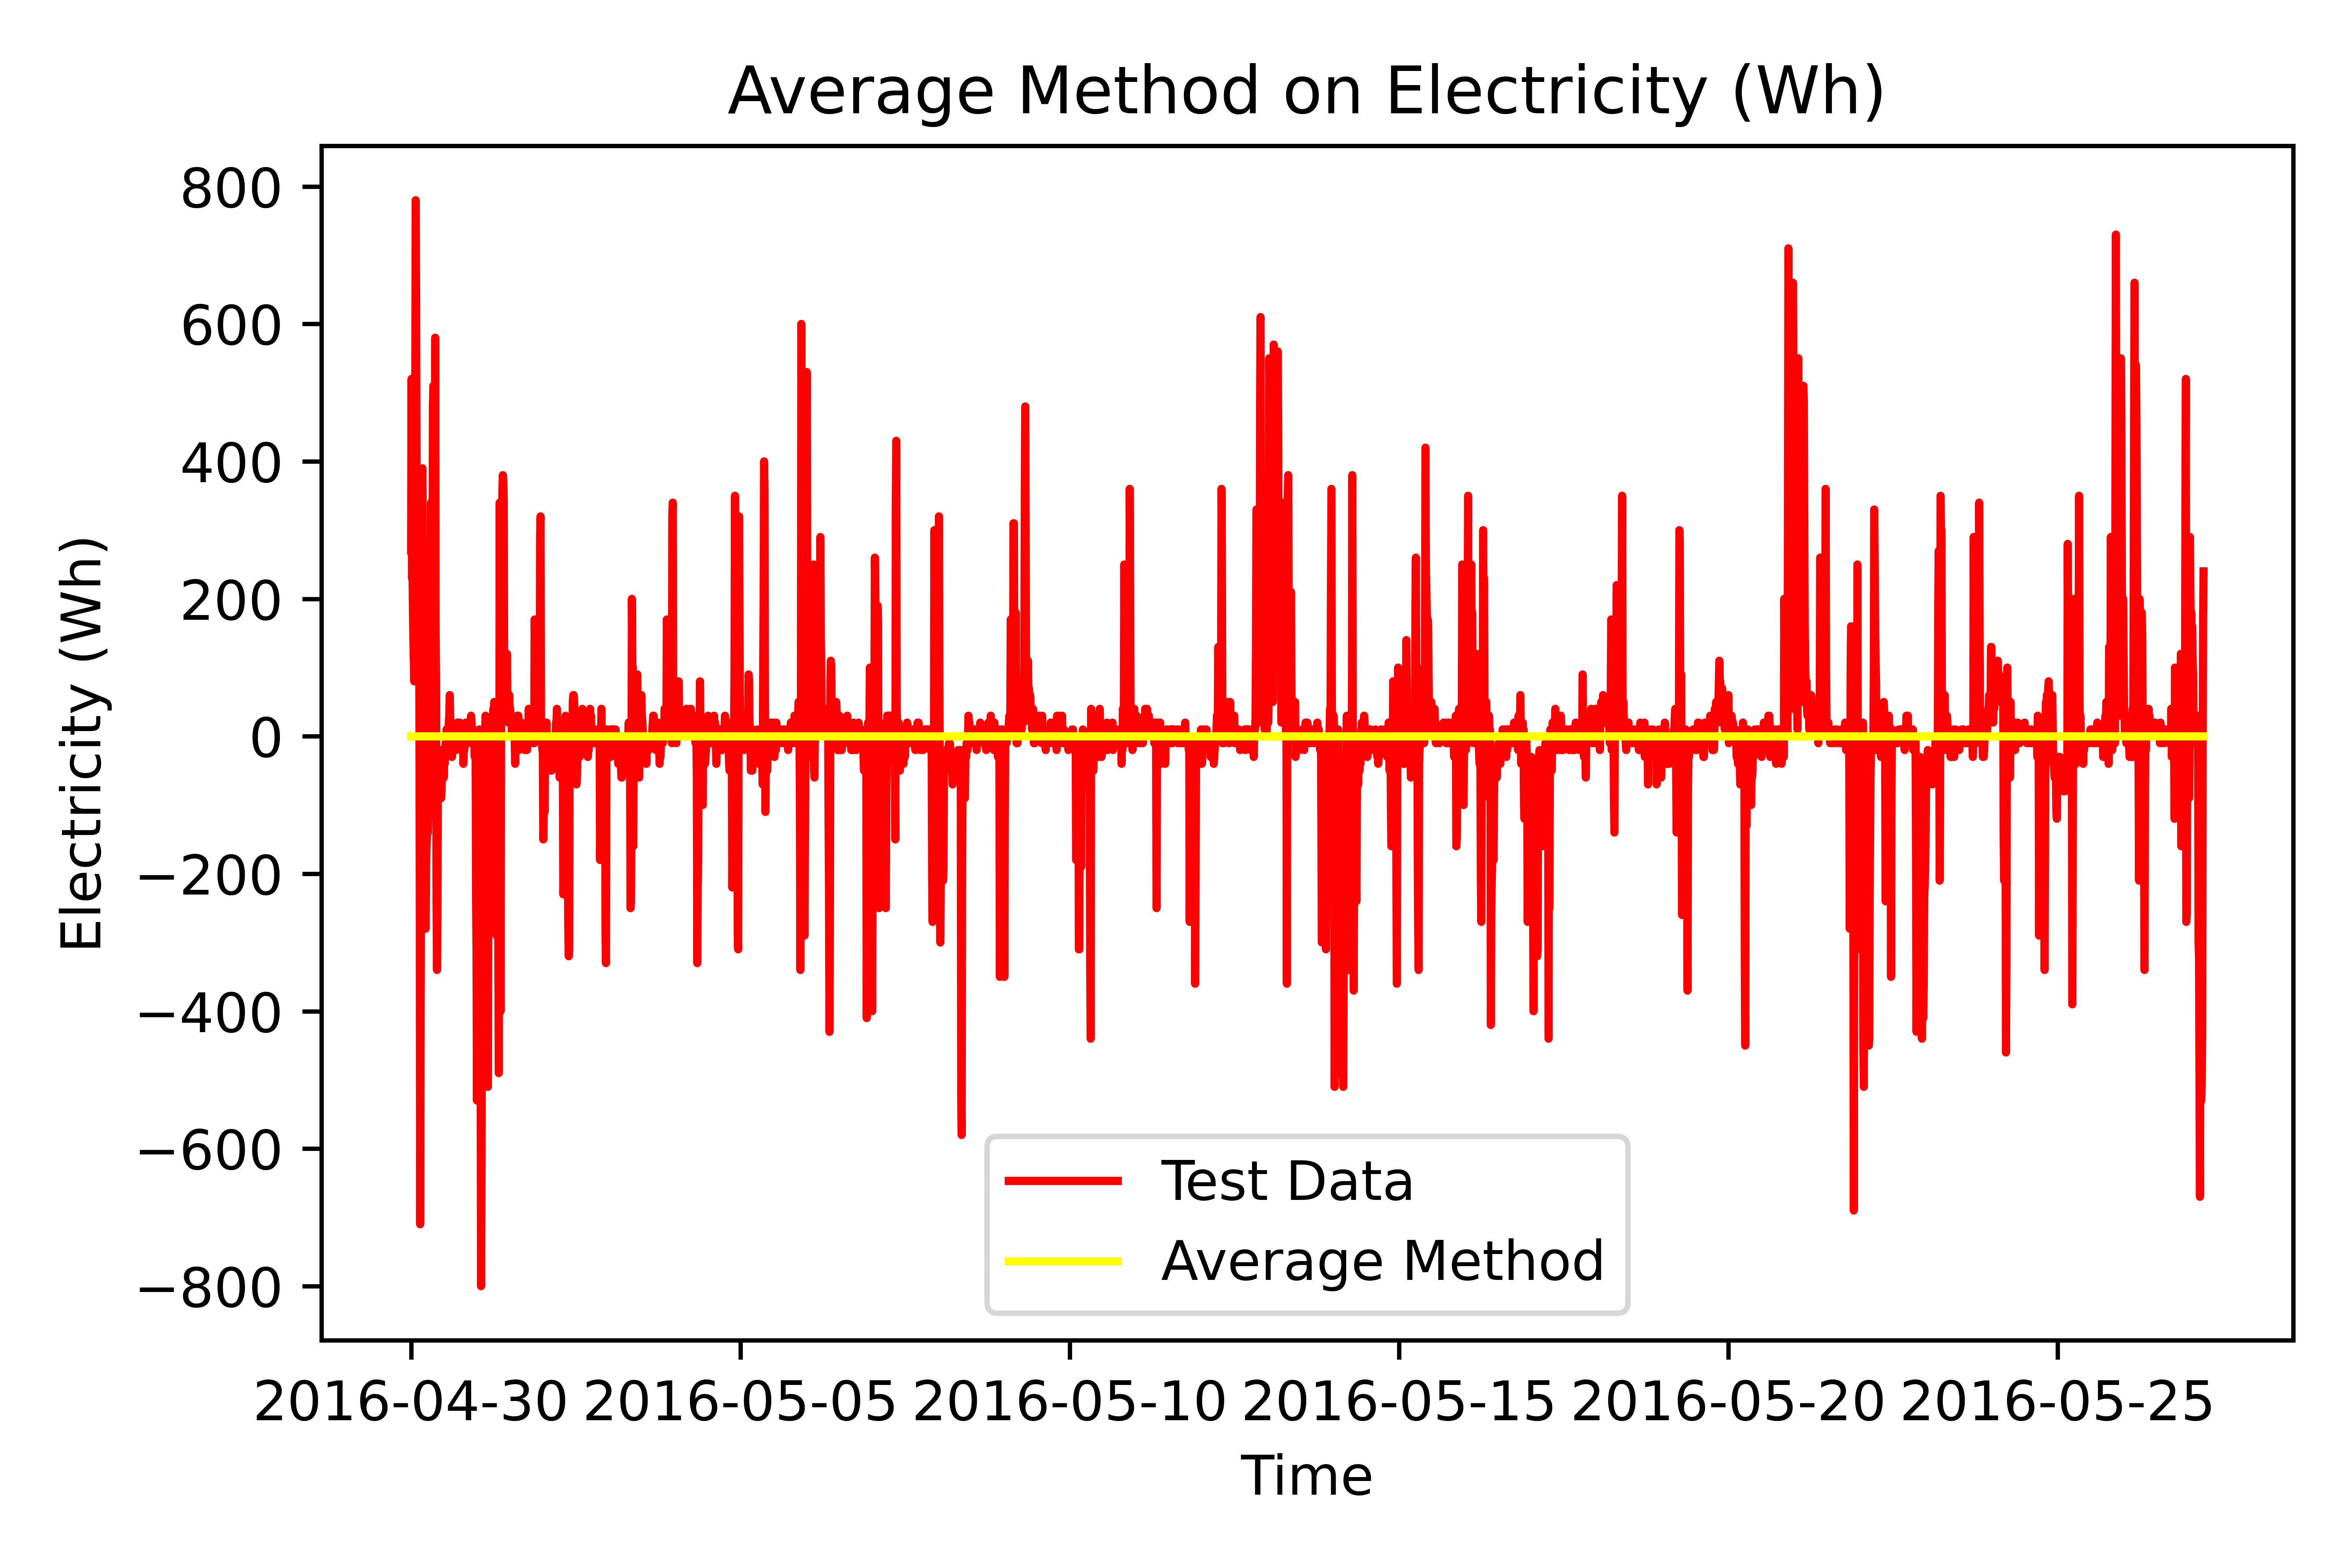 Average Method on Electricity (Wh)
800
600
400
200
0
−200
−400
−600
−800
Electricity (Wh)
Test Data
Average Method
2016-04-30 2016-05-05 2016-05-10 2016-05-15 2016-05-20 2016-05-25
Time